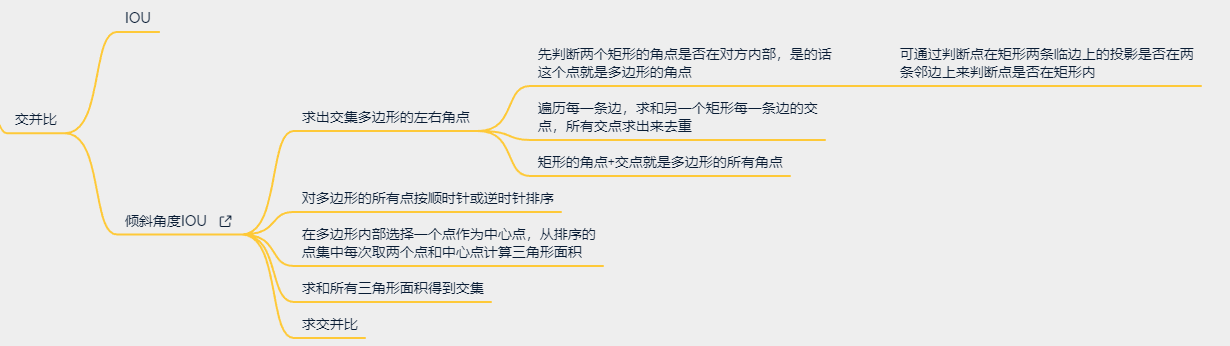 IOU
先判断两个矩形的角点是否在对方内部，是的话
这个点就是多边形的角点
可通过判断点在矩形两条临边上的投影是否在两
条邻边上来判断点是否在矩形内
交并比
求出交集多边形的左右角点
遍历每一条边，求和另一个矩形每一条边的交
点，所有交点求出来去重
矩形的角点+交点就是多边形的所有角点
倾斜角度IOU
对多边形的所有点按顺时针或逆时针排序
在多边形内部选择一个点作为中心点，从排序的
点集中每次取两个点和中心点计算三角形面积
求和所有三角形面积得到交集
求交并比